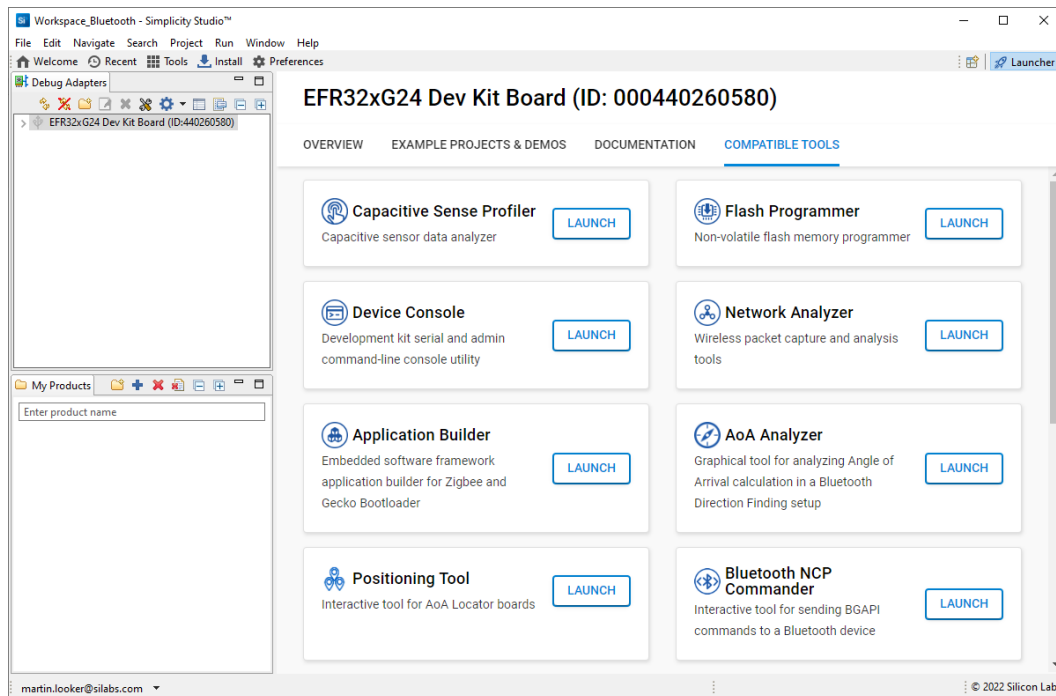 Si Workspace_Bluetooth - Simplicity Studio™
File Edit Navigate Search Project Run Window Help
Welcome Recent Tools Install Preferences
Launcher
Debug Adapters
EFR32xG24 Dev Kit Board (ID:440260580)
My Products
Enter product name
EFR32xG24 Dev Kit Board (ID: 000440260580)
OVERVIEW EXAMPLE PROJECTS & DEMOS DOCUMENTATION COMPATIBLE TOOLS
Capacitive Sense Profiler
Capacitive sensor data analyzer
LAUNCH
Flash Programmer
Non-volatile flash memory programmer
LAUNCH
Device Console
Development kit serial and admin
command-line console utility
LAUNCH
Network Analyzer
Wireless packet capture and analysis
tools
LAUNCH
Application Builder
Embedded software framework
application builder for Zigbee and
Gecko Bootloader
LAUNCH
AoA Analyzer
Graphical tool for analyzing Angle of
Arrival calculation in a Bluetooth
Direction Finding setup
LAUNCH
Positioning Tool
Interactive tool for AoA Locator boards
LAUNCH
Bluetooth NCP
Commander
Interactive tool for sending BGAPI
commands to a Bluetooth device
LAUNCH
martin.looker@silabs.com
© 2022 Silicon Lab